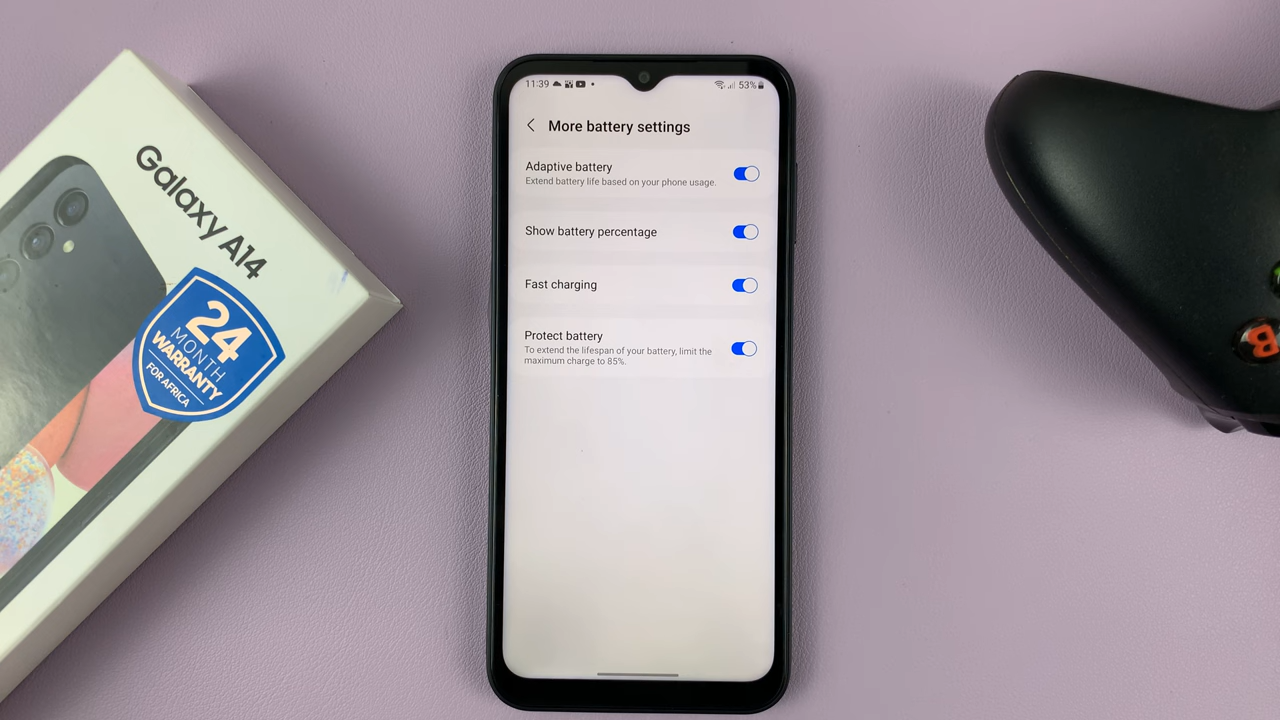 Galaxy A14
24
MONTH
WARRANTY
FOR AFRICA
11:39
53%
More battery settings
Adaptive battery
Extend battery life based on your phone usage.
Show battery percentage
Fast charging
Protect battery
To extend the lifespan of your battery, limit the
maximum charge to 85%.
B